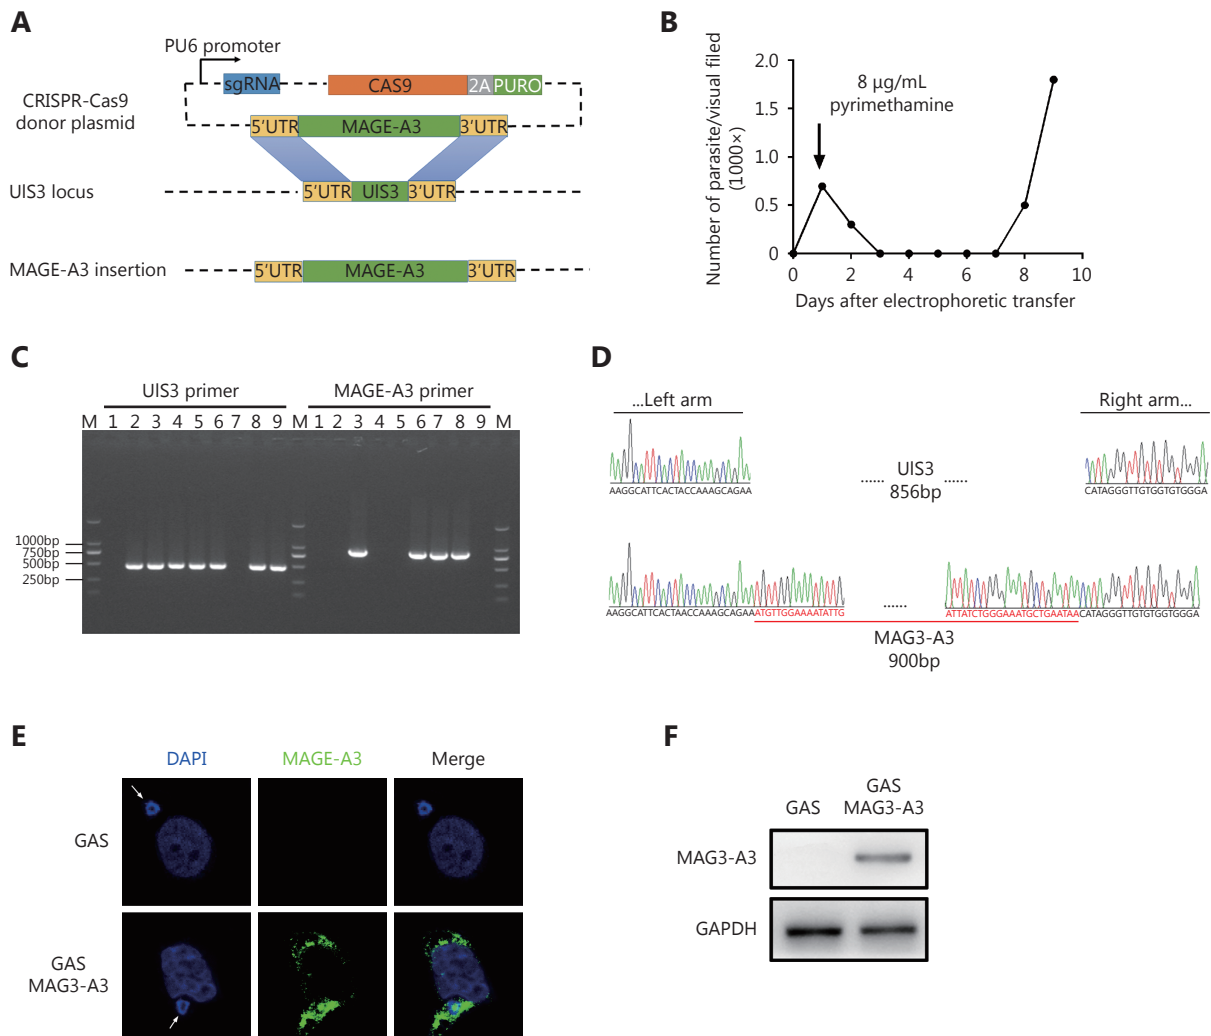 A
PU6 promoter
sgRNA CAS9 2A PURO
CRISPR-Cas9
donor plasmid
5'UTR MAGE-A3 3'UTR
UIS3 locus
5'UTR UIS3 3'UTR
MAGE-A3 insertion
5'UTR MAGE-A3 3'UTR
B
Number of parasite/visual filed
(1000×)
2.0
1.5
1.0
0.5
0
8 µg/mL
pyrimethamine
0 2 4 6 8 10
Days after electrophoretic transfer
C
UIS3 primer MAGE-A3 primer
M 1 2 3 4 5 6 7 8 9 M 1 2 3 4 5 6 7 8 9 M
1000bp
750bp
500bp
250bp
D
...Left arm Right arm...
UIS3
856bp
AAGGCATTCACTACCAAAGCAGAA CATAGGGTTGTGGTGTGGGA
AAGGCATTCACTAACCAAAGCAGAAATGTTGGAAAATATTG ATTATCTGGGAAATGCTGAATAACATAGGGTTGTGTGGTGGGA
MAG3-A3
900bp
E
DAPI MAGE-A3 Merge
GAS
GAS
MAG3-A3
F
GAS GAS
MAG3-A3
MAG3-A3
GAPDH